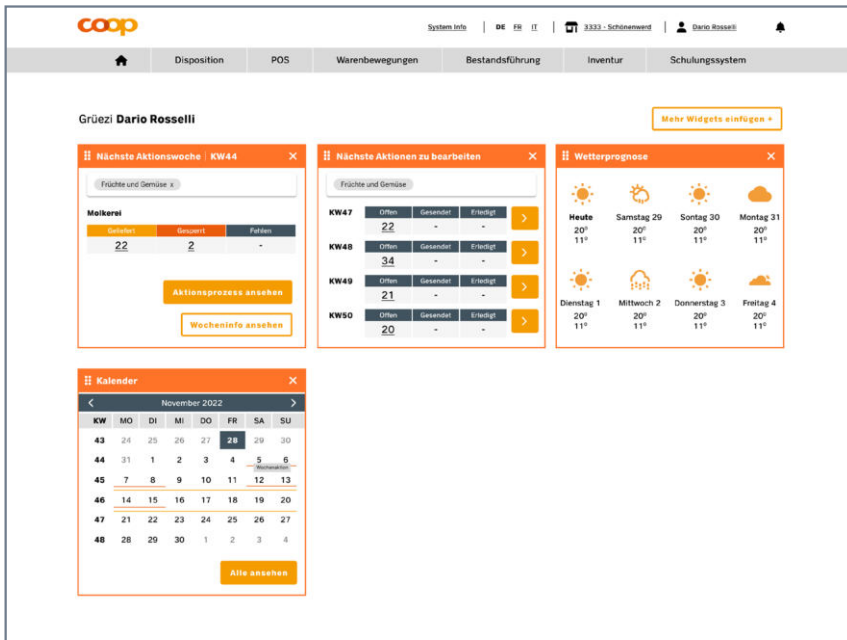 coop
System Info DE FR IT 3333 - Schönenwerd Dario Rosselli
Disposition POS Warenbewegungen Bestandsführung Inventur Schulungssystem
Grüezi Dario Rosselli
Mehr Widgets einfügen +
Nächste Aktionswoche | KW44 X
Früchte und Gemüse x
Molkerei
Geliefert Gesperrt Fehlen
22 2 -
Aktionsprozess ansehen
Wocheninfo ansehen
Nächste Aktionen zu bearbeiten X
Früchte und Gemüse
KW47 Offen Gesendet Erledigt
22 - -
KW48 Offen Gesendet Erledigt
34 - -
KW49 Offen Gesendet Erledigt
21 - -
KW50 Offen Gesendet Erledigt
20 - -
Wetterprognose X
Heute Samstag 29 Sontag 30 Montag 31
20° 20° 20° 20°
11° 11° 11° 11°
Dienstag 1 Mittwoch 2 Donnerstag 3 Freitag 4
20° 20° 20° 20°
11° 11° 11° 11°
Kalender X
< November 2022 >
KW MO DI MI DO FR SA SU
43 24 25 26 27 28 29 30
44 31 1 2 3 4 5 6
Wochenaktion
45 7 8 9 10 11 12 13
46 14 15 16 17 18 19 20
47 21 22 23 24 25 26 27
48 28 29 30 1 2 3 4
Alle ansehen